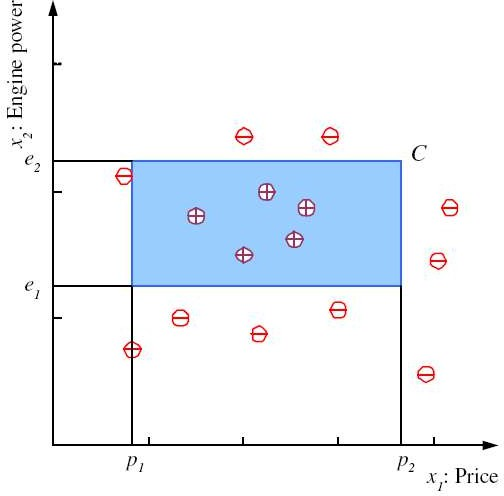 x₂: Engine power
C
e₂
e₁
p₁
p₂
x₁: Price